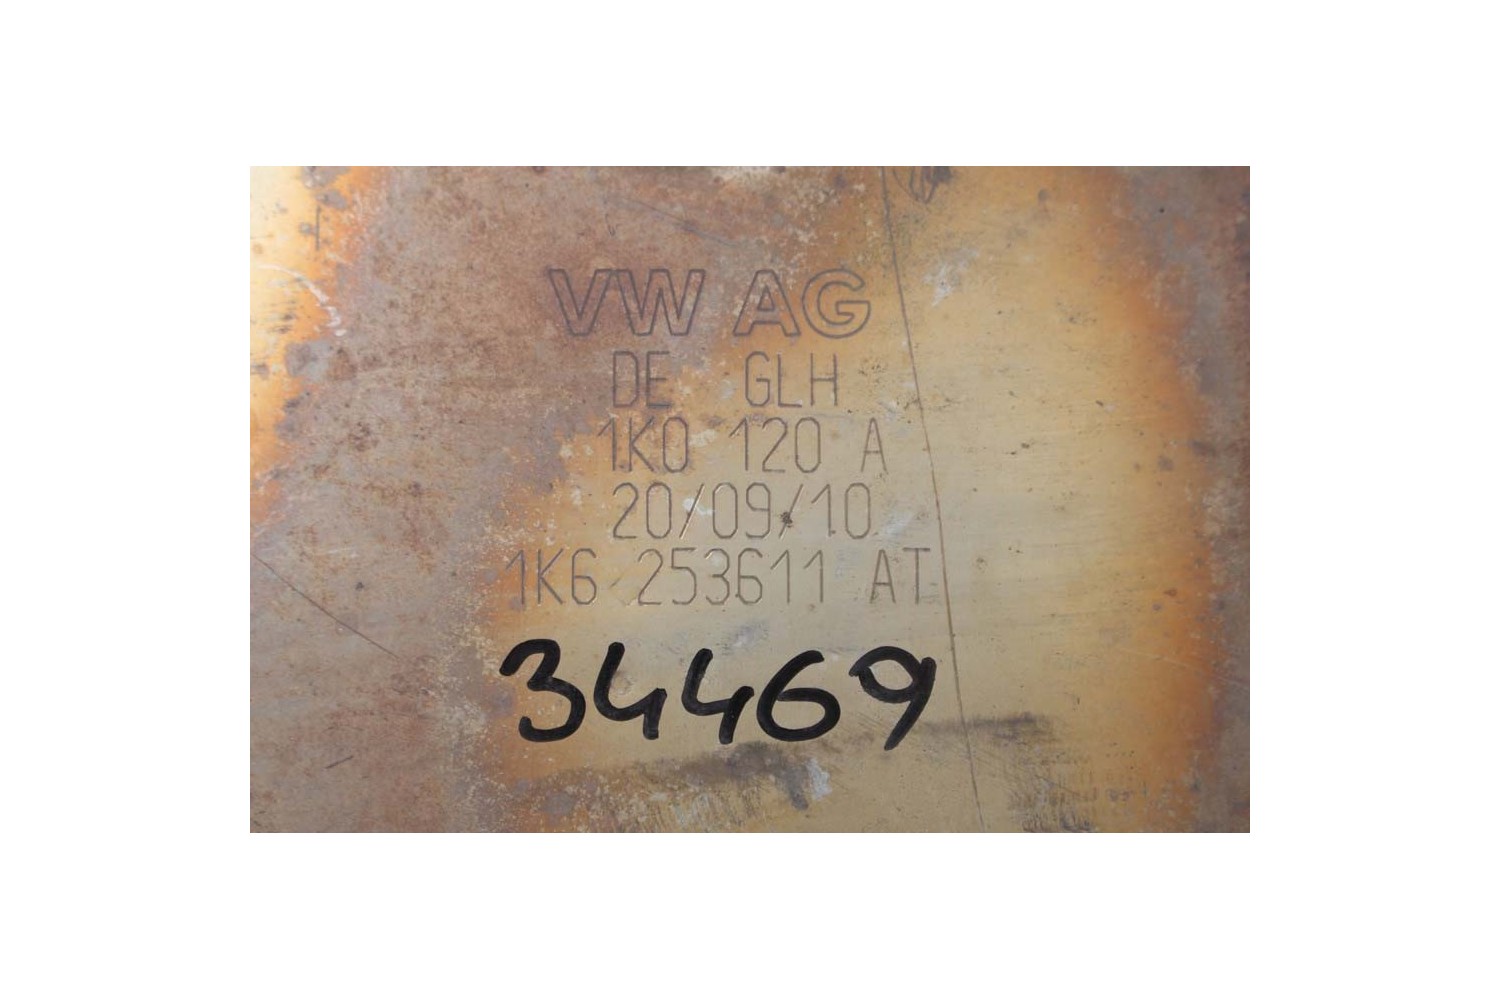 VW AG
DE GLH
1K0 120 A
20/09/10
1K6 253611 AT
34469